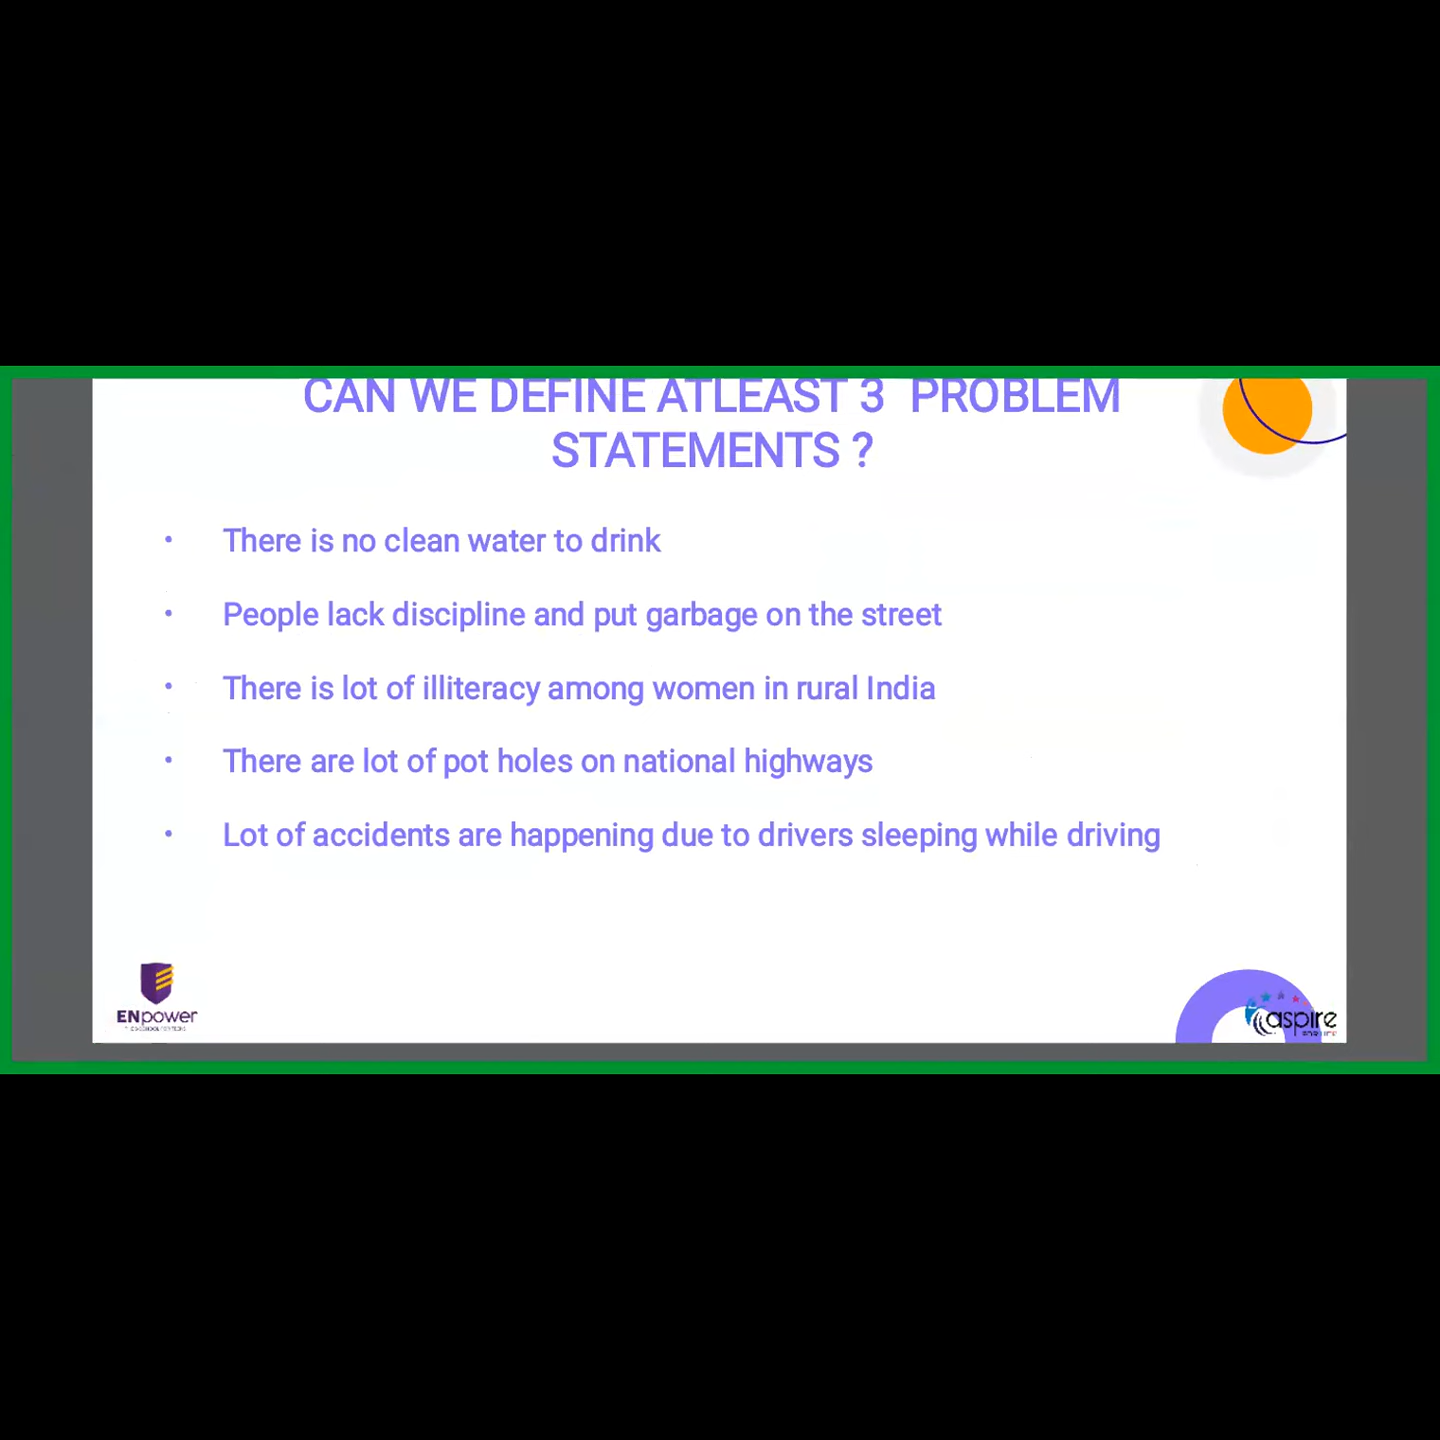 CAN WE DEFINE ATLEAST 3 PROBLEM
STATEMENTS ?
• There is no clean water to drink
• People lack discipline and put garbage on the street
• There is lot of illiteracy among women in rural India
• There are lot of pot holes on national highways
• Lot of accidents are happening due to drivers sleeping while driving
ENpower
aspire